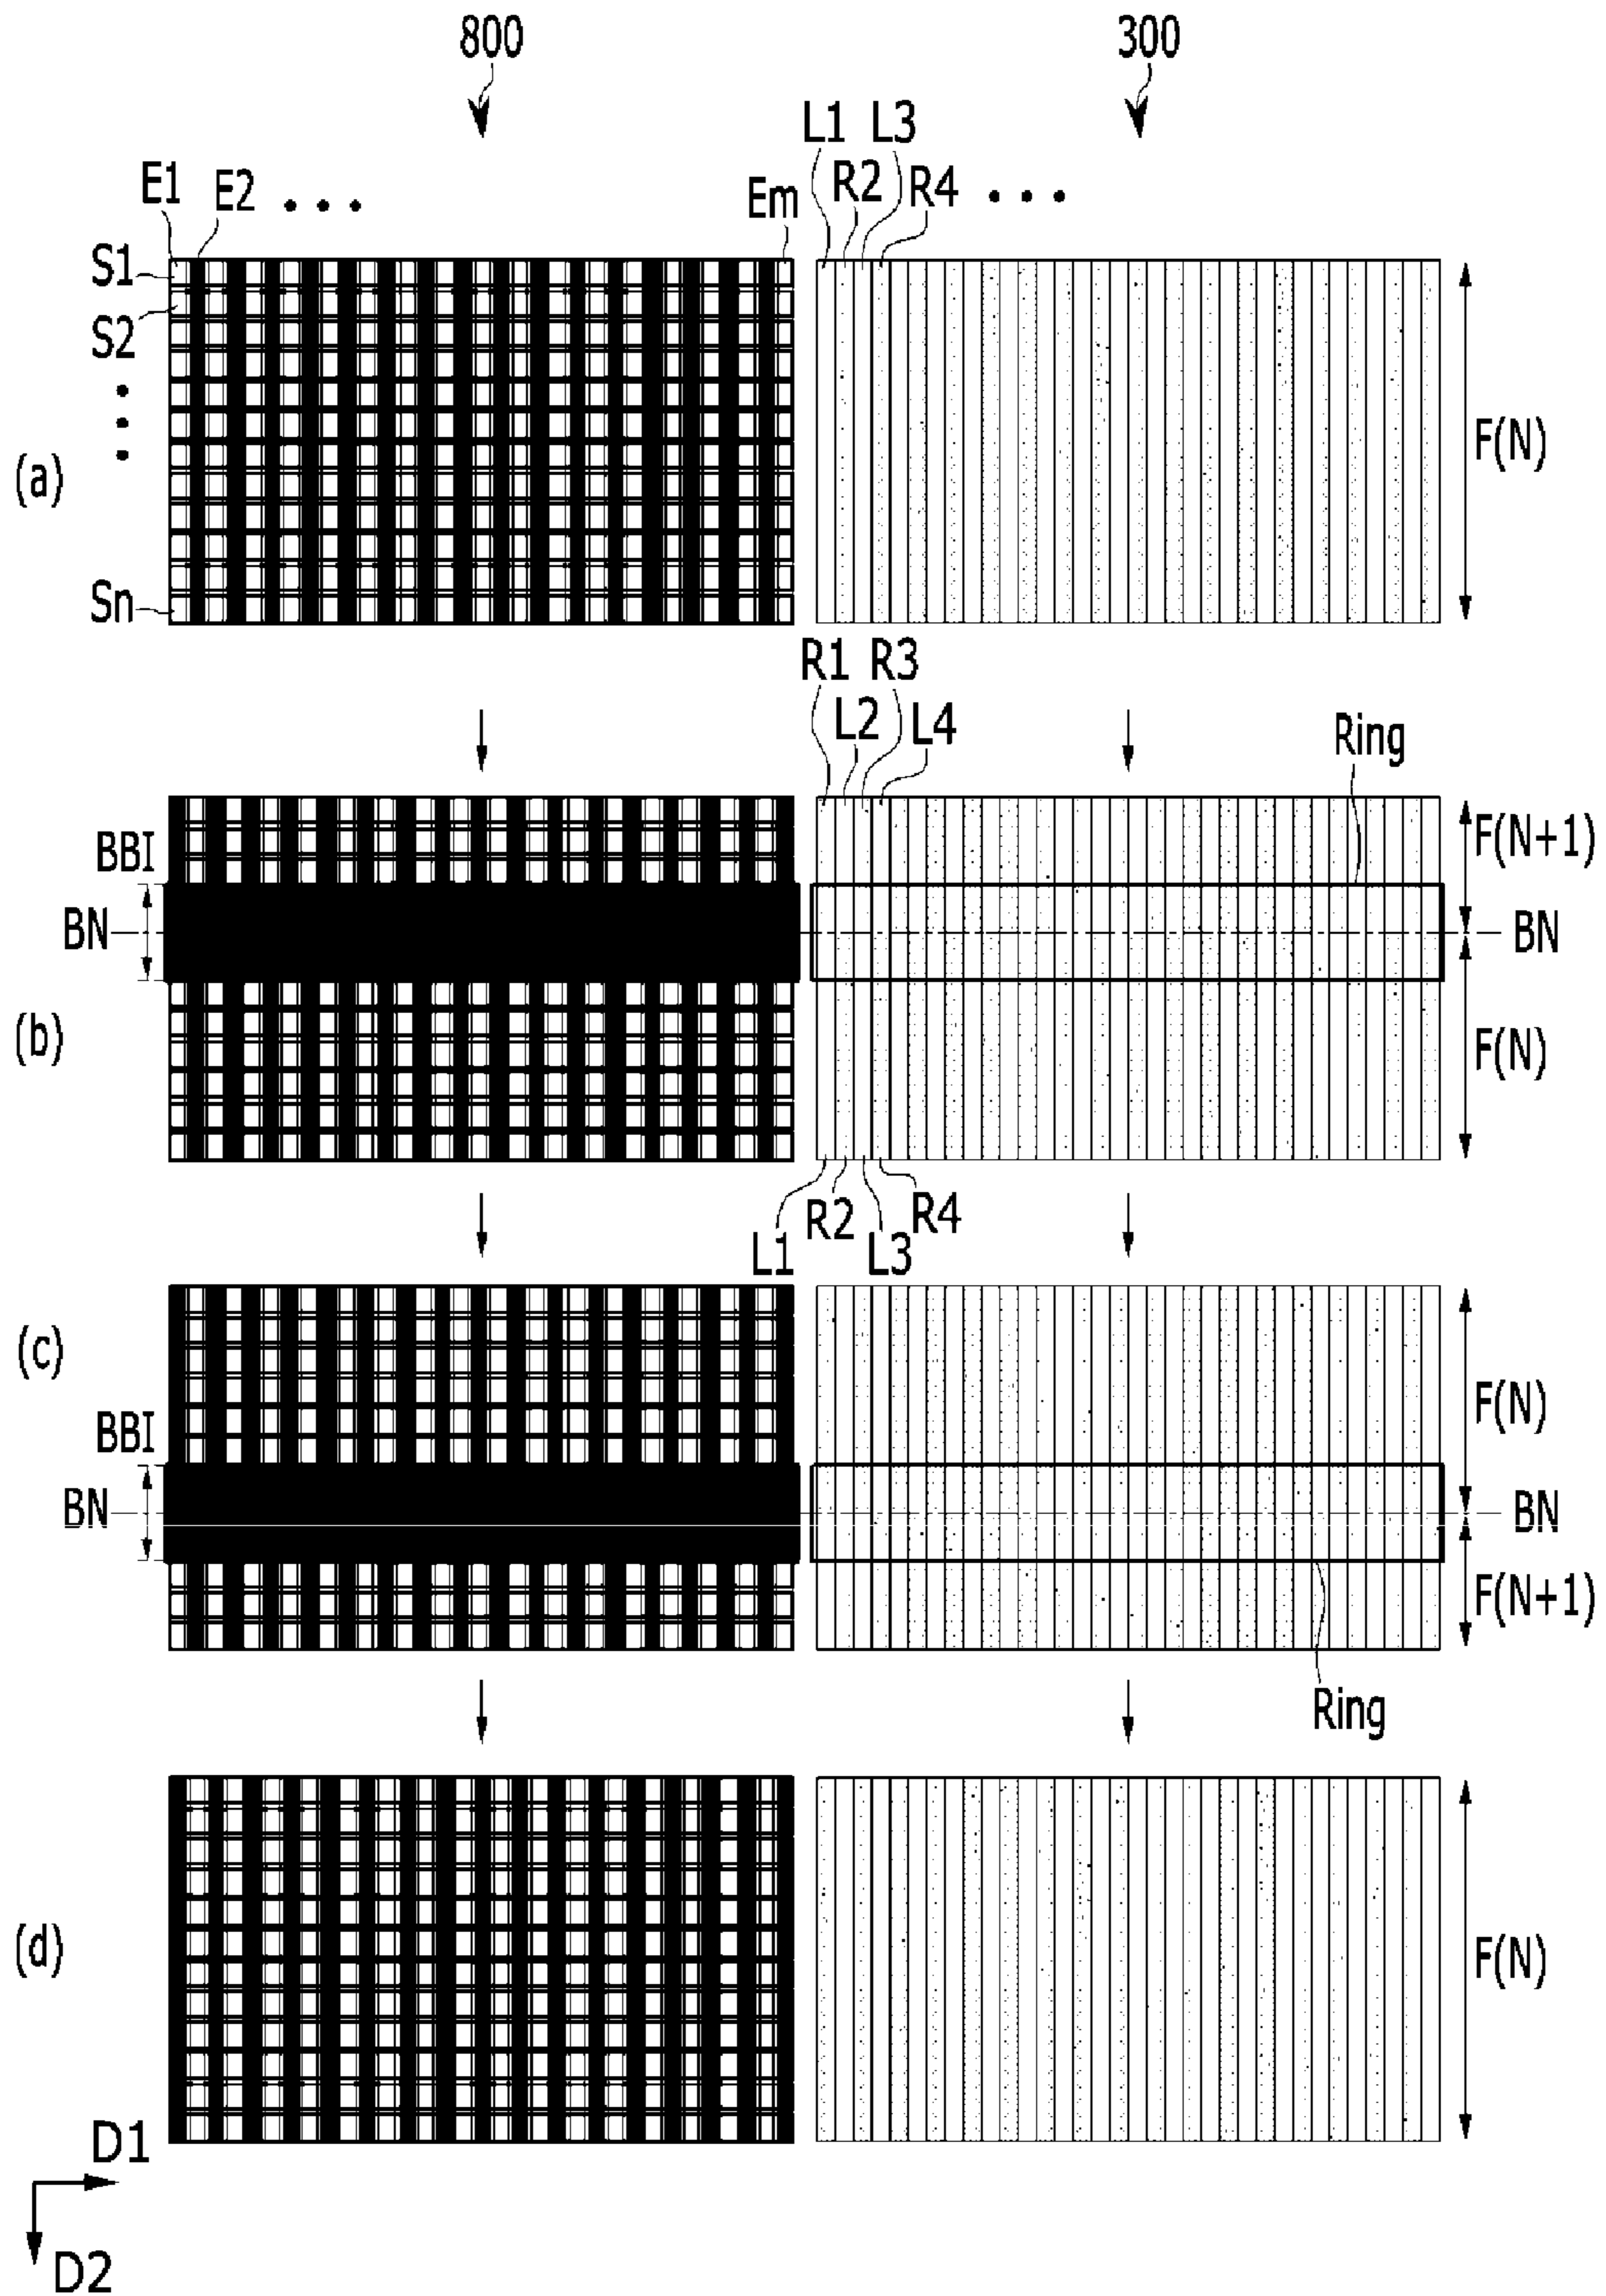 800 300
L1 L3
E1 E2 • • • Em R2 R4 • • •
S1
S2
•
•
•
(a) F(N)
Sn
R1 R3
L2 L4 Ring
BBI F(N+1)
BN BN
(b) F(N)
R2 R4
L1 L3
(c) F(N)
BBI
BN BN
F(N+1)
Ring
(d) F(N)
D1
D2